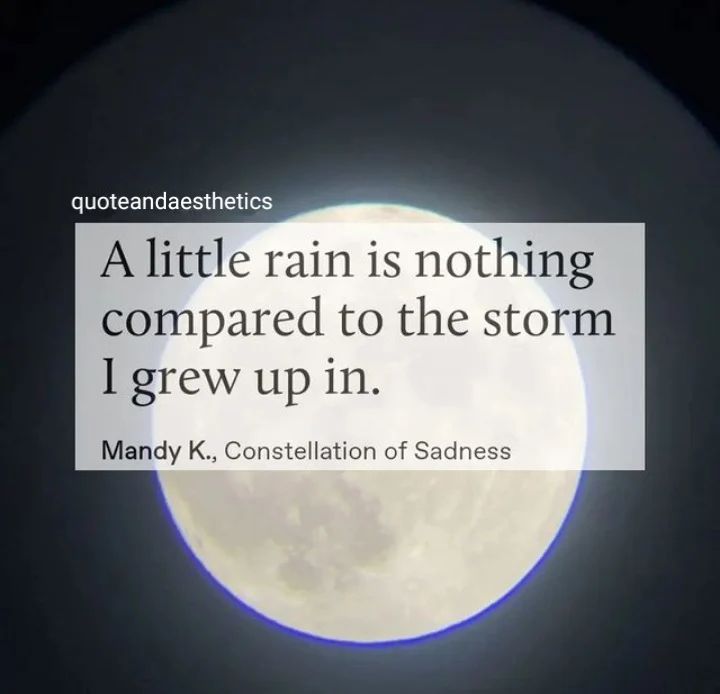 quoteandaesthetics
A little rain is nothing
compared to the storm
I grew up in.
Mandy K., Constellation of Sadness